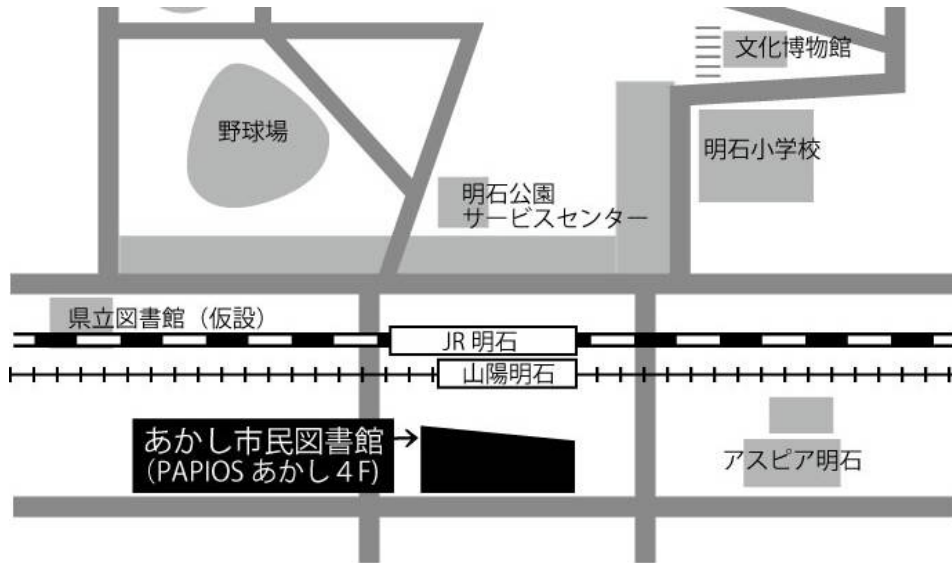 文化博物館
野球場
明石小学校
明石公園
サービスセンター
県立図書館（仮設）
JR 明石
山陽明石
あかし市民図書館
(PAPIOS あかし４F)
アスピア明石